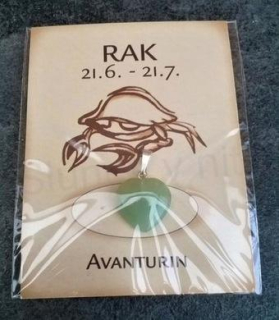 RAK
21.6. - 21.7.
AVANTURIN